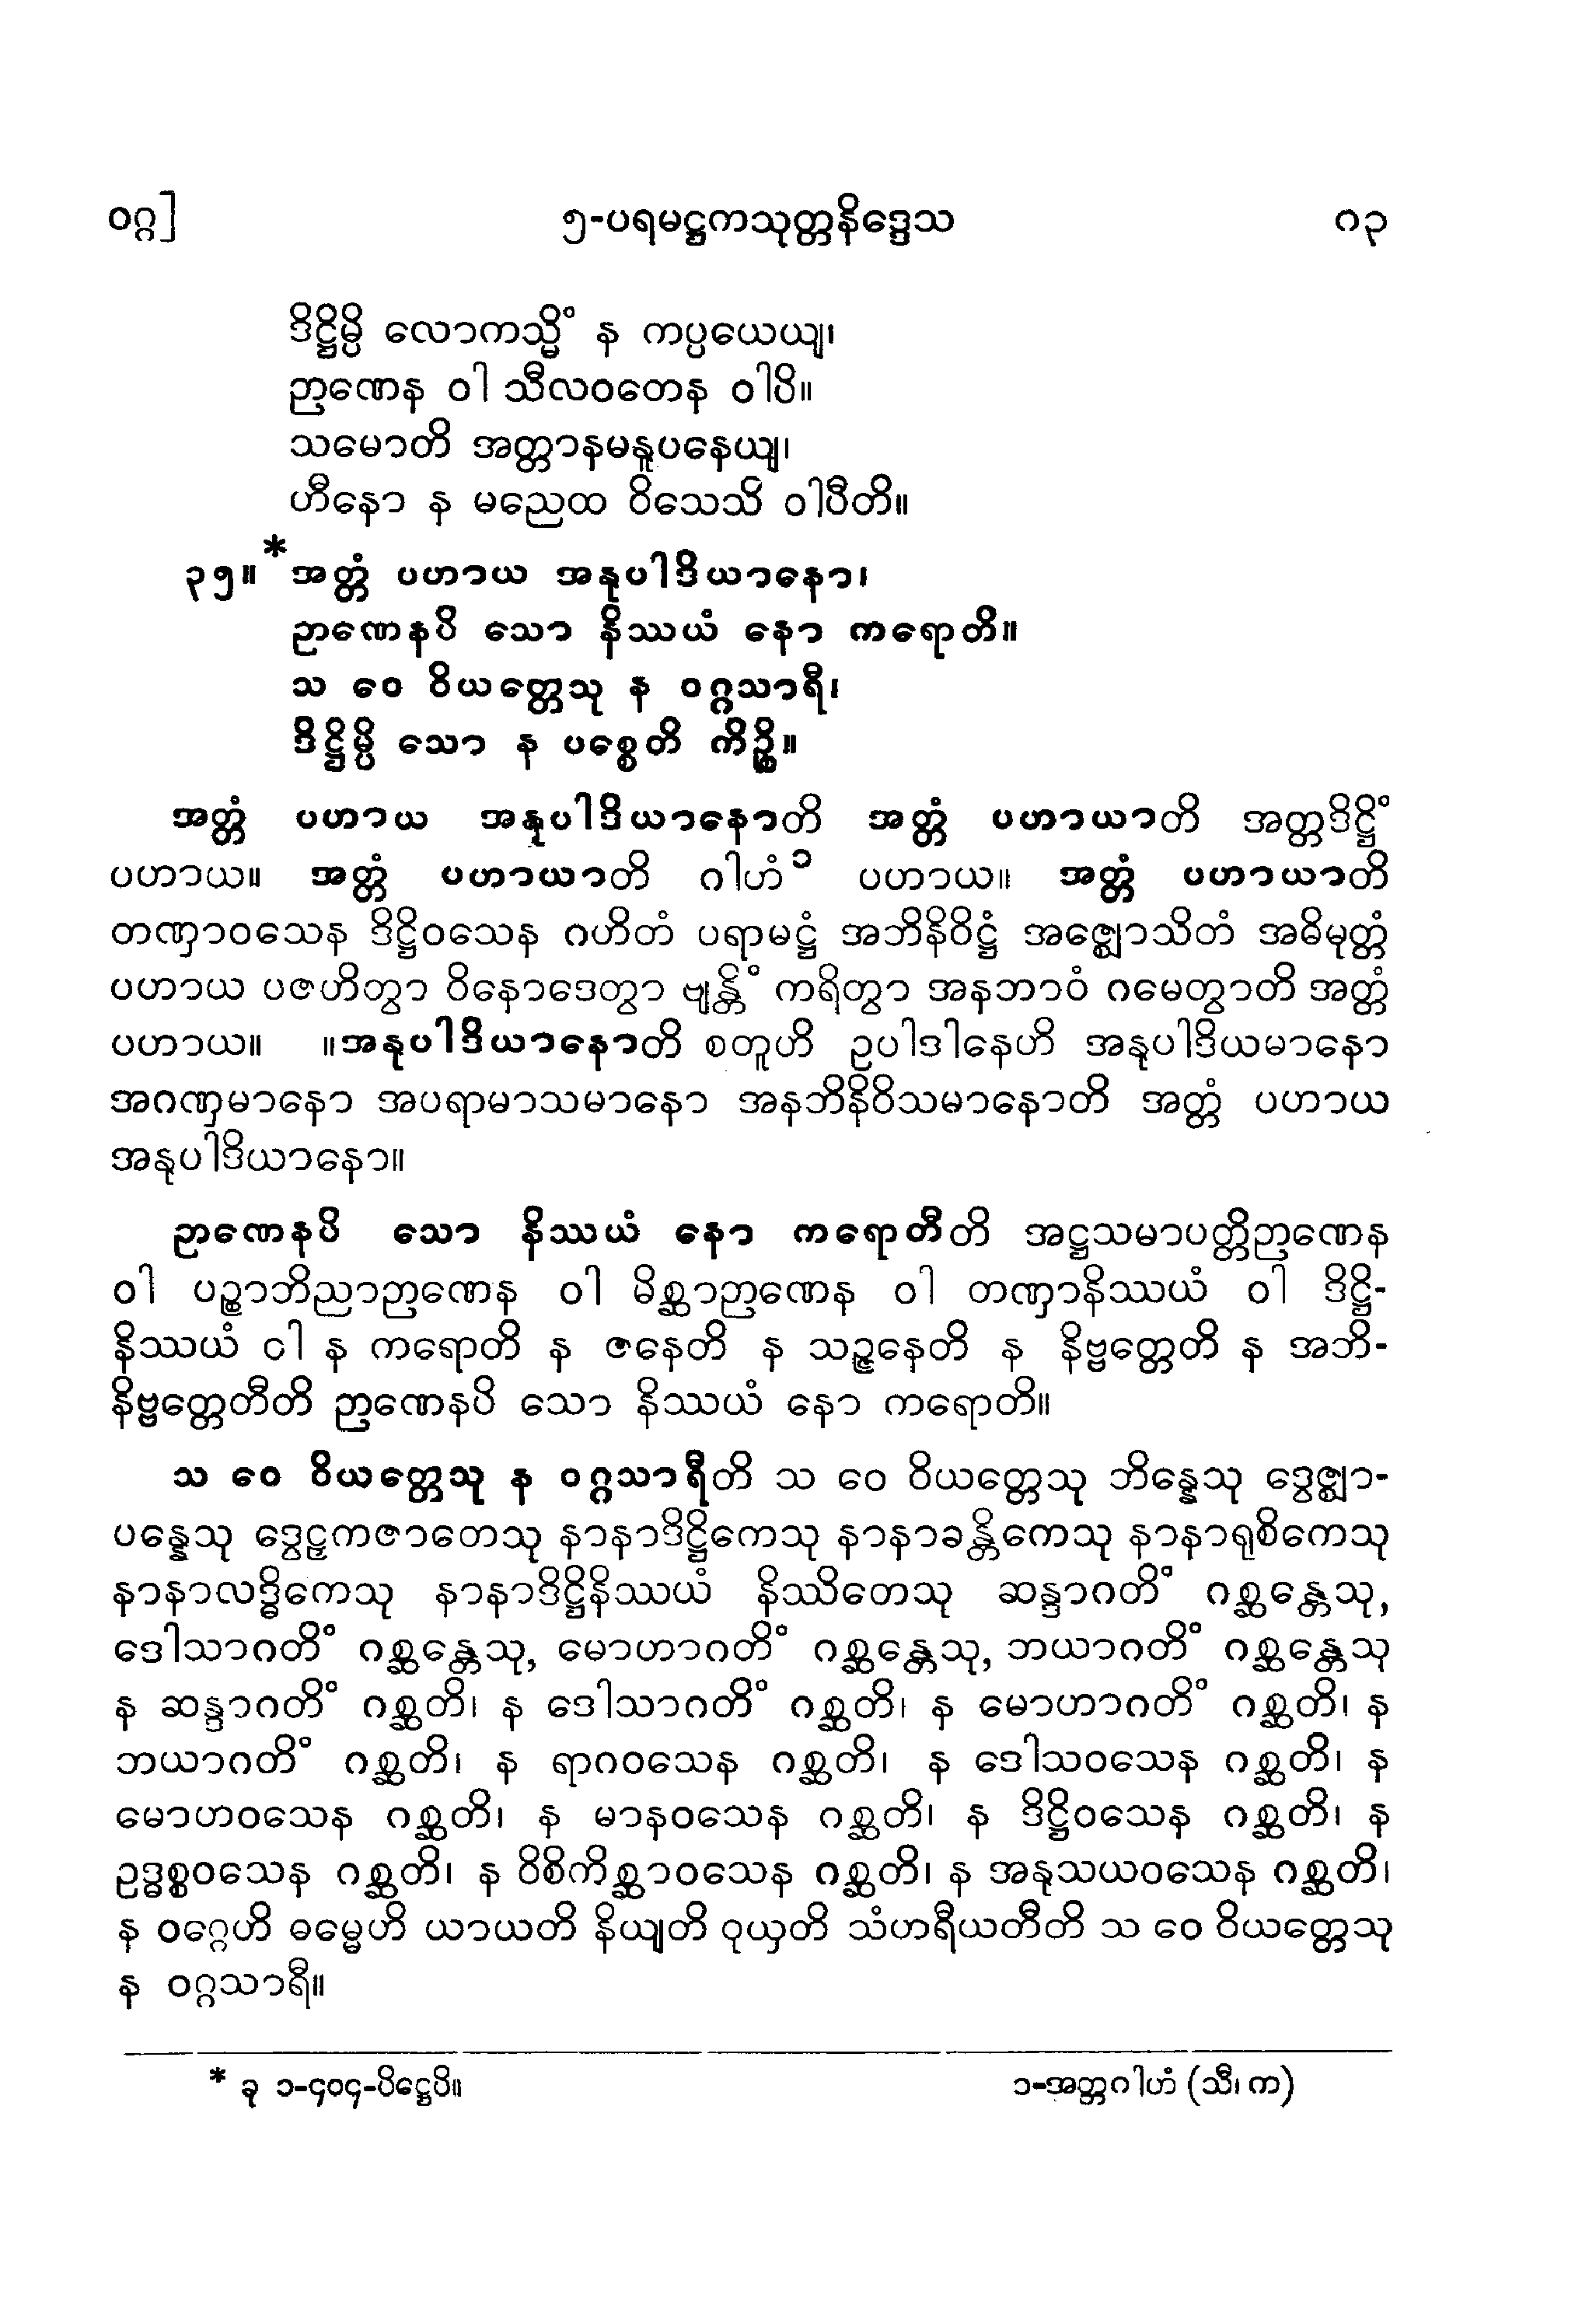 ဝဂ္ဂ] ၅-ပရမဋ္ဌကသုတ္တနိဒ္ဒေသ ၈၃
ဒိဋ္ဌိမ္ပိ လောကသ္မိံ န ကပ္ပယေယျ၊
ဉာဏေန ဝါ သီလဝတေန ဝါပိ။
သမောတိ အတ္တာနမနူပနေယျ၊
ဟီနော န မညေထ ဝိသေသိ ဝါပီတိ။
၃၅။ * အတ္တံ ပဟာယ အနုပါဒိယာနော၊
ဉာဏေနပိ သော နိဿယံ နော ကရောတိ။
သ ဝေ ဝိယတ္တေသု န ဝဂ္ဂသာရီ၊
ဒိဋ္ဌိမ္ပိ သော န ပစ္စေတိ ကိဉ္စိ။
အတ္တံ ပဟာယ အနုပါဒိယာနောတိ အတ္တံ ပဟာယာတိ အတ္တဒိဋ္ဌိံ
ပဟာယ။ အတ္တံ ပဟာယာတိ ဂါဟံ ၁ ပဟာယ။ အတ္တံ ပဟာယာတိ
တဏှာဝသေန ဒိဋ္ဌိဝသေန ဂဟိတံ ပရာမဋ္ဌံ အဘိနိဝိဋ္ဌံ အဇ္ဈောသိတံ အဓိမုတ္တံ
ပဟာယ ပဇဟိတွာ ဝိနောဒေတွာ ဗျန္တိံ ကရိတွာ အနဘာဝံ ဂမေတွာတိ အတ္တံ
ပဟာယ။ ။အနုပါဒိယာနောတိ စတူဟိ ဥပါဒါနေဟိ အနုပါဒိယမာနော
အဂဏှမာနော အပရာမာသမာနော အနဘိနိဝိသမာနောတိ အတ္တံ ပဟာယ
အနုပါဒိယာနော။
ဉာဏေနပိ သော နိဿယံ နော ကရောတီတိ အဋ္ဌသမာပတ္တိဉာဏေန
ဝါ ပဉ္စာဘိညာဉာဏေန ဝါ မိစ္ဆာဉာဏေန ဝါ တဏှာနိဿယံ ဝါ ဒိဋ္ဌိ-
နိဿယံ ဝါ န ကရောတိ န ဇနေတိ န သဉ္ဇနေတိ န နိဗ္ဗတ္တေတိ န အဘိ-
နိဗ္ဗတ္တေတီတိ ဉာဏေနပိ သော နိဿယံ နော ကရောတိ။
သ ဝေ ဝိယတ္တေသု န ဝဂ္ဂသာရီတိ သ ဝေ ဝိယတ္တေသု ဘိန္နေသု ဒွေဇ္ဈာ-
ပန္နေသု ဒွေဠှကဇာတေသု နာနာဒိဋ္ဌိကေသု နာနာခန္တိကေသု နာနာရုစိကေသု
နာနာလဒ္ဓိကေသု နာနာဒိဋ္ဌိနိဿယံ နိဿိတေသု ဆန္ဒာဂတိံ ဂစ္ဆန္တေသု,
ဒေါသာဂတိံ ဂစ္ဆန္တေသု, မောဟာဂတိံ ဂစ္ဆန္တေသု, ဘယာဂတိံ ဂစ္ဆန္တေသု
န ဆန္ဒာဂတိံ ဂစ္ဆတိ၊ န ဒေါသာဂတိံ ဂစ္ဆတိ၊ န မောဟာဂတိံ ဂစ္ဆတိ၊ န
ဘယာဂတိံ ဂစ္ဆတိ၊ န ရာဂဝသေန ဂစ္ဆတိ၊ န ဒေါသဝသေန ဂစ္ဆတိ၊ န
မောဟဝသေန ဂစ္ဆတိ၊ န မာနဝသေန ဂစ္ဆတိ၊ န ဒိဋ္ဌိဝသေန ဂစ္ဆတိ၊ န
ဥဒ္ဓစ္စဝသေန ဂစ္ဆတိ၊ န ဝိစိကိစ္ဆာဝသေန ဂစ္ဆတိ၊ န အနုသယဝသေန ဂစ္ဆတိ၊
န ဝဂ္ဂေဟိ ဓမ္မေဟိ ယာယတိ နိယျတိ ဝုယှတိ သံဟရီယတီတိ သ ဝေ ဝိယတ္တေသု
န ဝဂ္ဂသာရီ။
* ခု ၁-၄၀၄-ပိဋ္ဌေပိ။ ၁-အတ္တဂါဟံ (သီ၊ က)